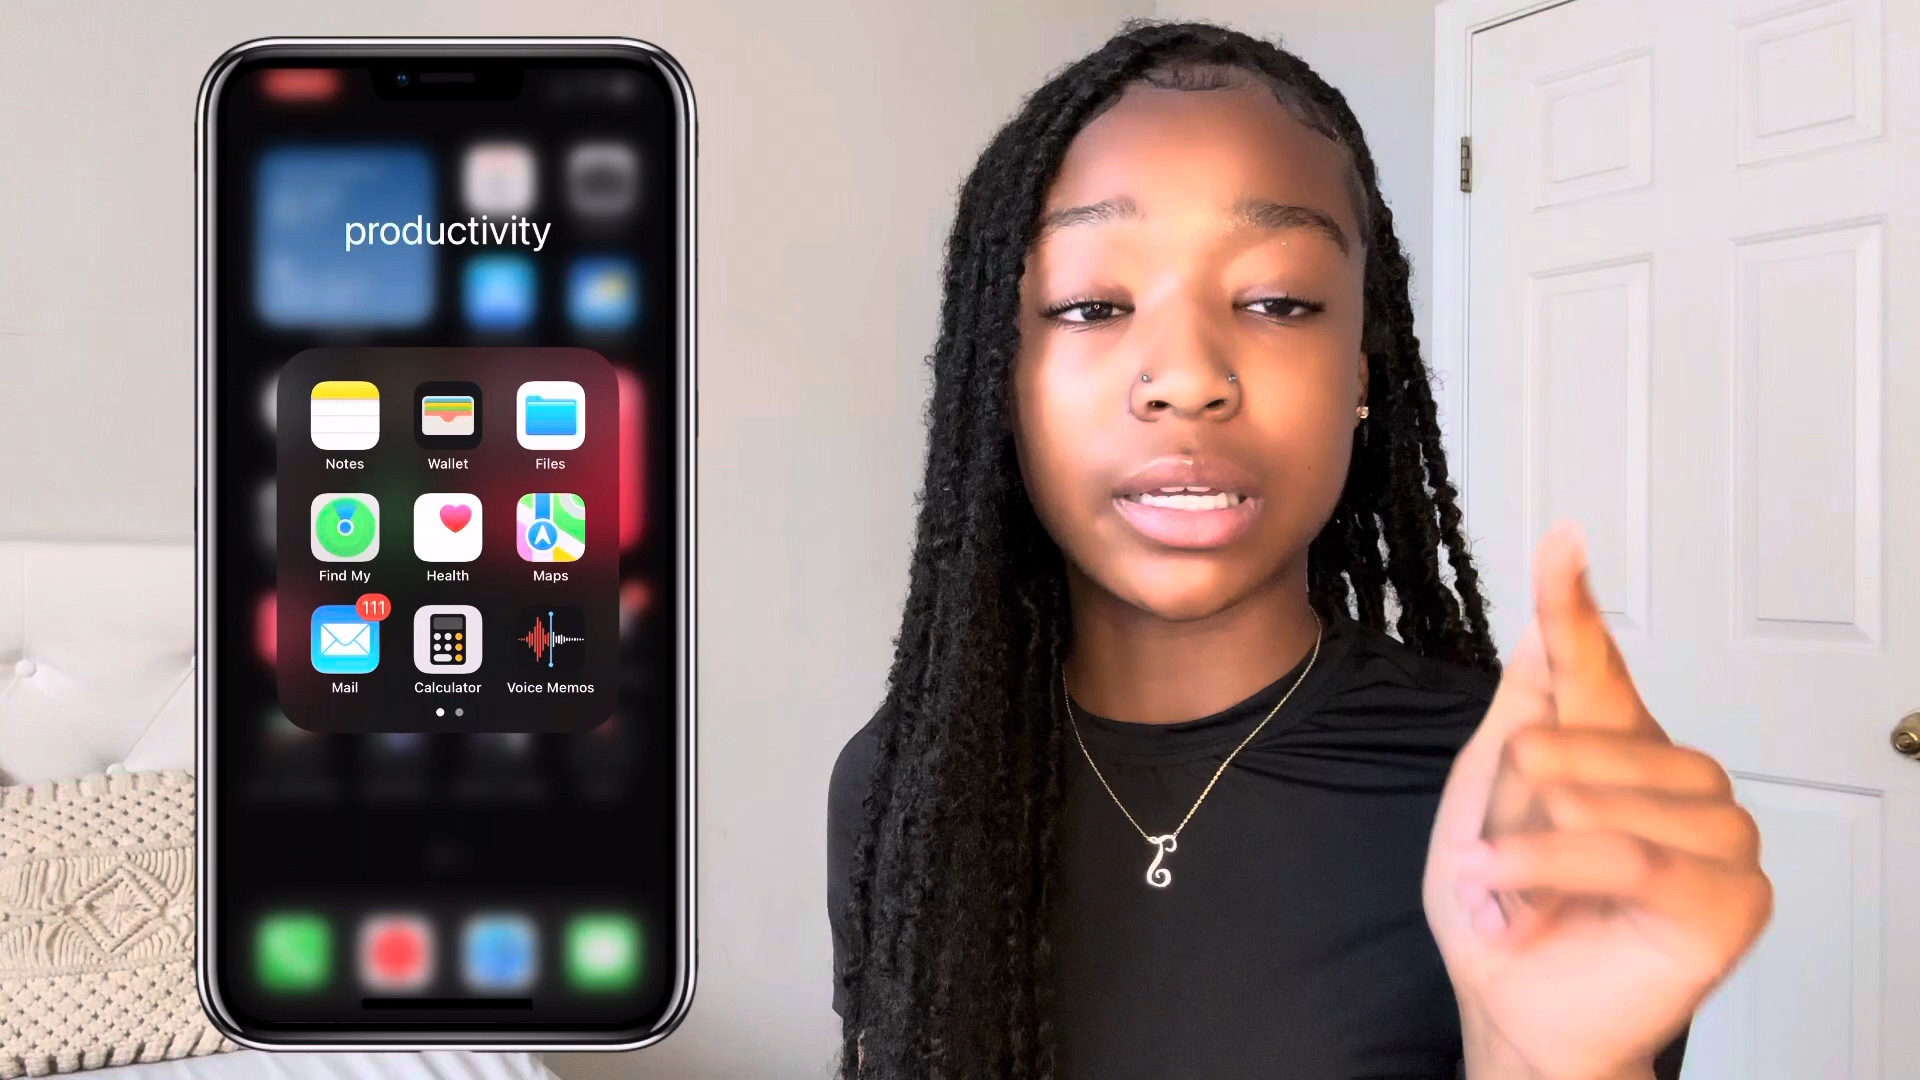 productivity
Notes Wallet Files
Find My Health Maps
111
Mail Calculator Voice Memos